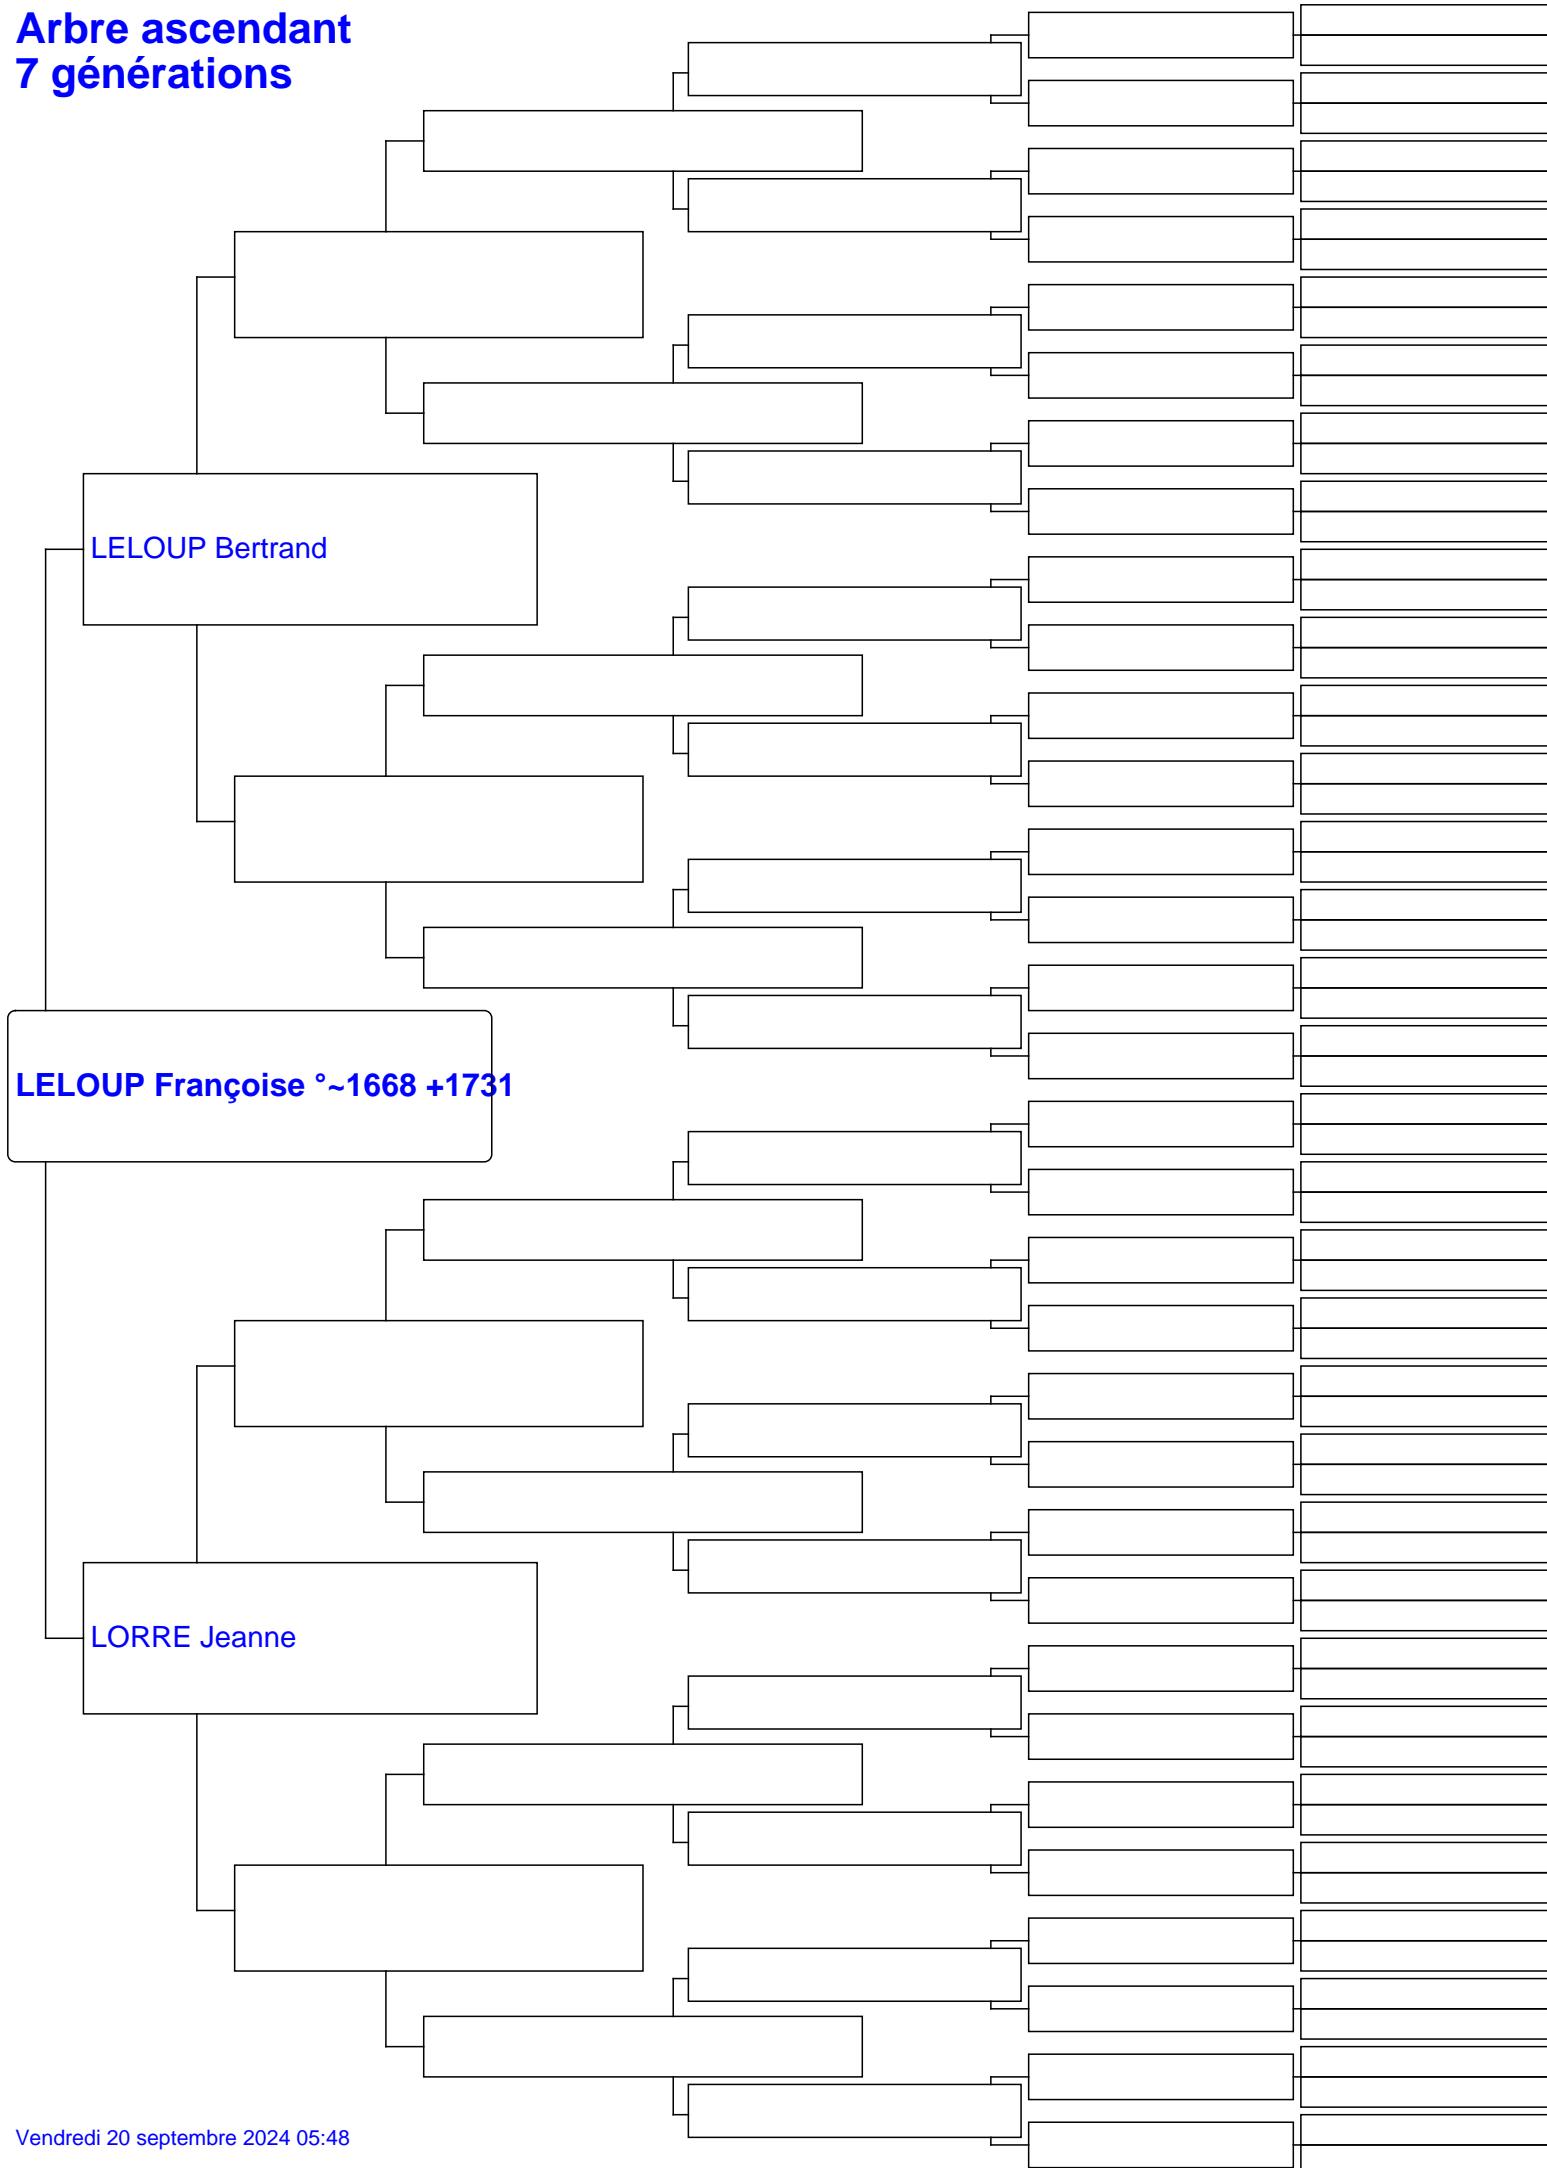 Arbre ascendant
7 générations
LELOUP Bertrand
LELOUP Françoise °~1668 +1731
LORRE Jeanne
Vendredi 20 septembre 2024 05:48